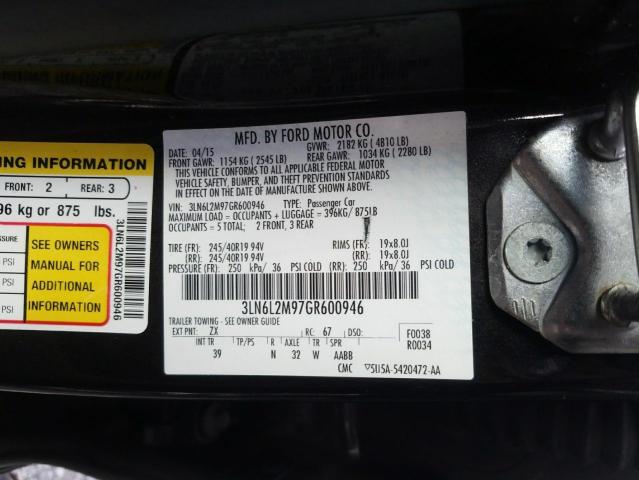 NG INFORMATION
FRONT: 2 REAR: 3
96 kg or 875 lbs.
SEE OWNERS
MANUAL FOR
ADDITIONAL
INFORMATION
PSI
PSI
PSI
3LN6L2M97GR600946
MFD. BY FORD MOTOR CO.
04/15 GVWR: 2182 KG ( 4810 LB)
FRONT GAWR: 1154 KG ( 2545 LB) REAR GAWR: 1034 KG ( 2280 LB)
THIS VEHICLE CONFORMS TO ALL APPLICABLE FEDERAL MOTOR
VEHICLE SAFETY, BUMPER, AND THEFT PREVENTION STANDARDS
IN EFFECT ON THE DATE OF MANUFACTURE SHOWN ABOVE.
VIN: 3LN6L2M97GR600946 TYPE: Passenger Car
MAXIMUM LOAD = OCCUPANTS + LUGGAGE = 396KG/ 875LB
OCCUPANTS = 5 TOTAL: 2 FRONT, 3 REAR
TIRE (FR): 245/40R19 94V RIMS (FR): 19x8.0J
(RR): 245/40R19 94V (RR): 19x8.0J
PRESSURE (FR): 250 kPa/ 36 PSI COLD (RR): 250 kPa/ 36 PSI COLD
3LN6L2M97GR600946
TRAILER TOWING - SEE OWNER GUIDE
EXT PNT: ZX RC: 67 DSO: F0038
INT TR TP/PS R AXLE TR SPR R0034
39 N 32 W AABB
CMC 5U5A-5420472-AA